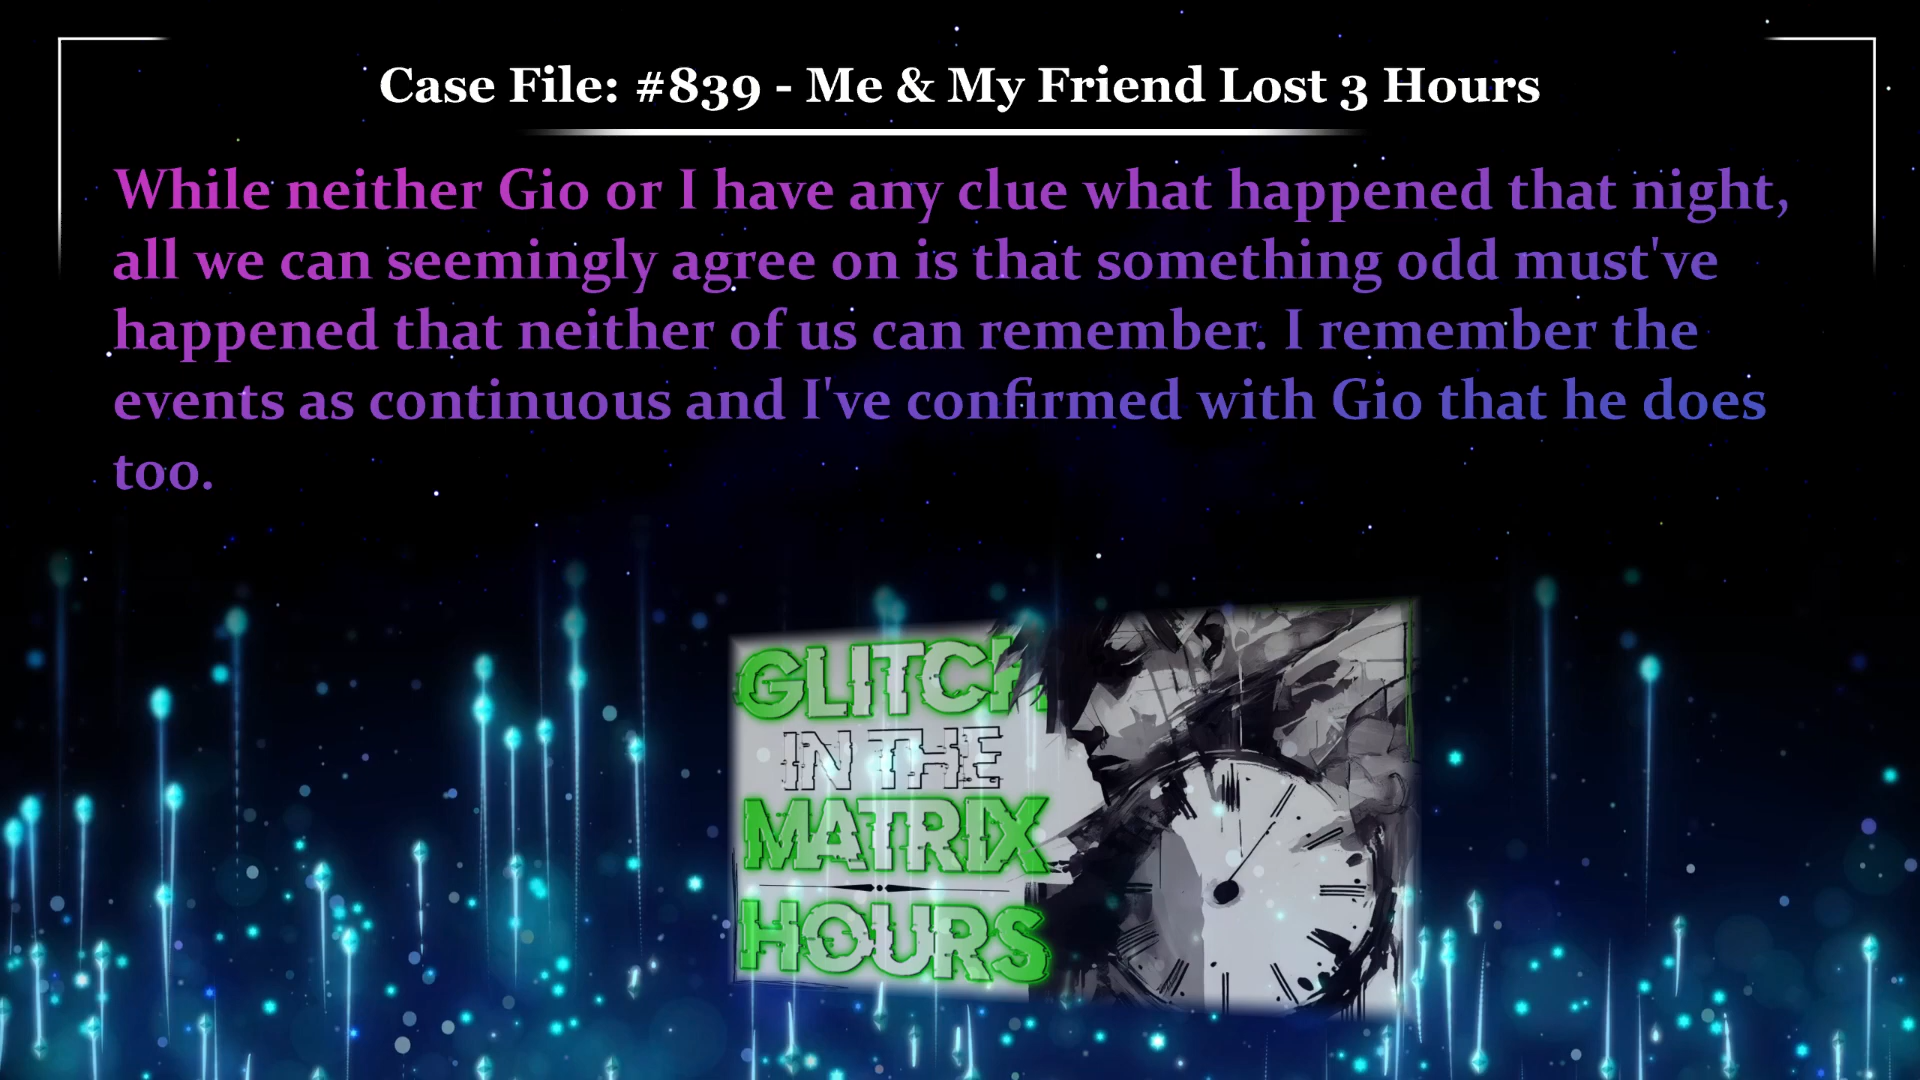 Case File: #839 - Me & My Friend Lost 3 Hours
While neither Gio or I have any clue what happened that night,
all we can seemingly agree on is that something odd must've
happened that neither of us can remember. I remember the
events as continuous and I've confirmed with Gio that he does
too.
GLITCH
IN THE
MATRIX
HOURS